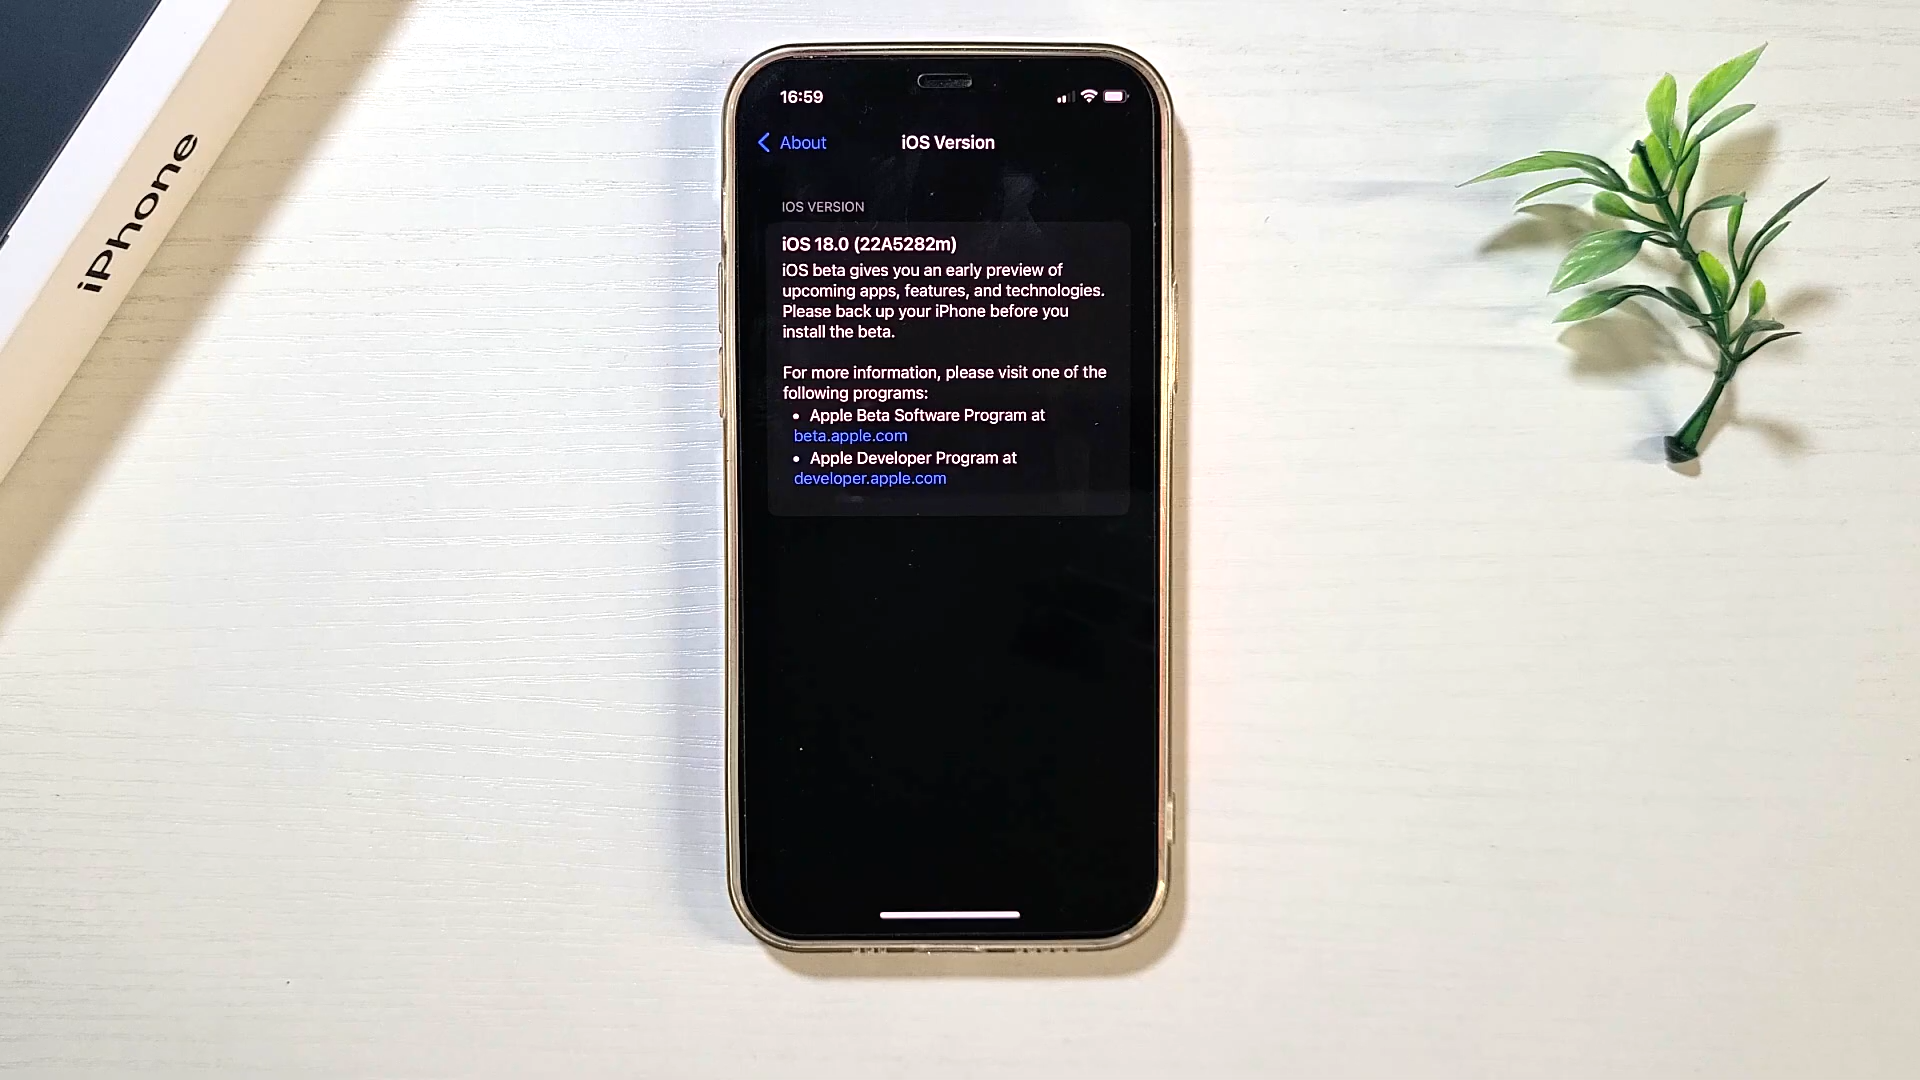 iPhone
16:59
About
iOS Version
IOS VERSION
iOS 18.0 (22A5282m)
iOS beta gives you an early preview of
upcoming apps, features, and technologies.
Please back up your iPhone before you
install the beta.
For more information, please visit one of the
following programs:
• Apple Beta Software Program at
beta.apple.com
• Apple Developer Program at
developer.apple.com